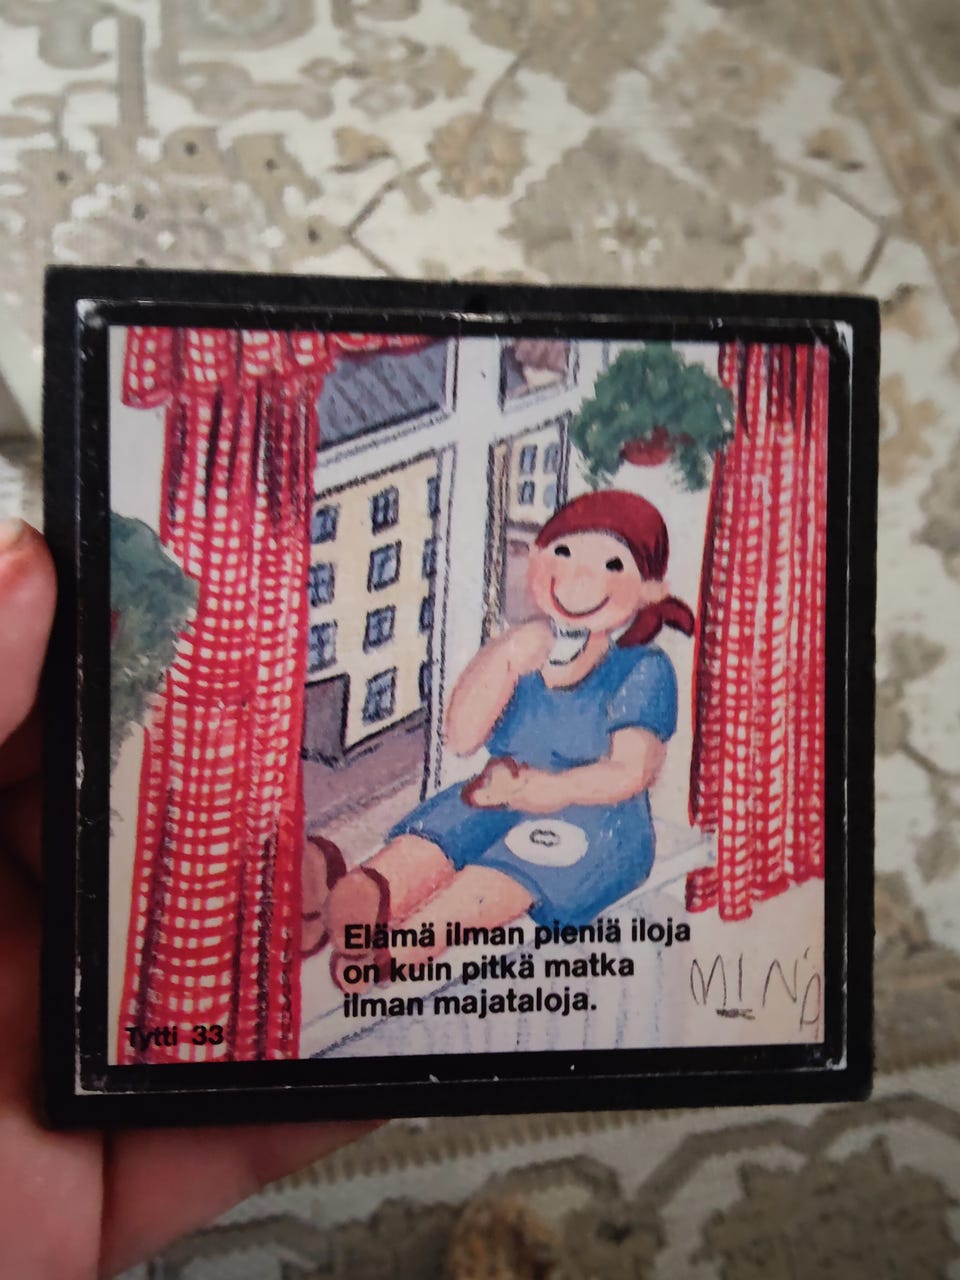 Elämä ilman pieniä iloja
on kuin pitkä matka
ilman majataloja.
Tytti 33
MINÄ